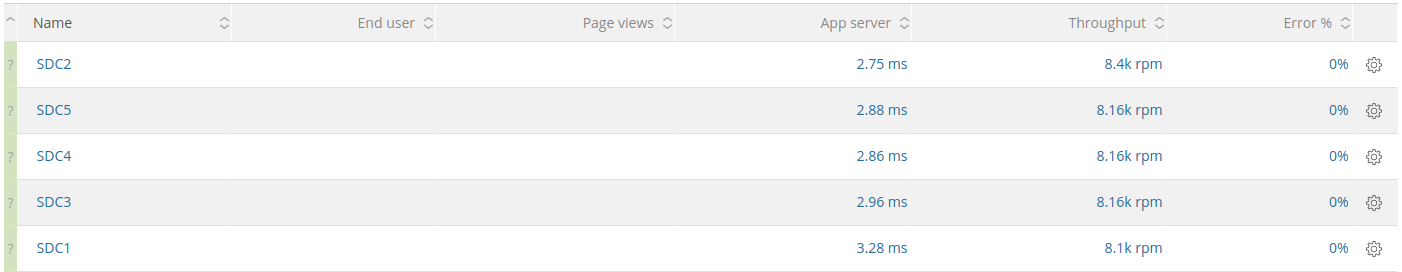 Name End user Page views App server Throughput Error %
? SDC2 2.75 ms 8.4k rpm 0%
? SDC5 2.88 ms 8.16k rpm 0%
? SDC4 2.86 ms 8.16k rpm 0%
? SDC3 2.96 ms 8.16k rpm 0%
? SDC1 3.28 ms 8.1k rpm 0%